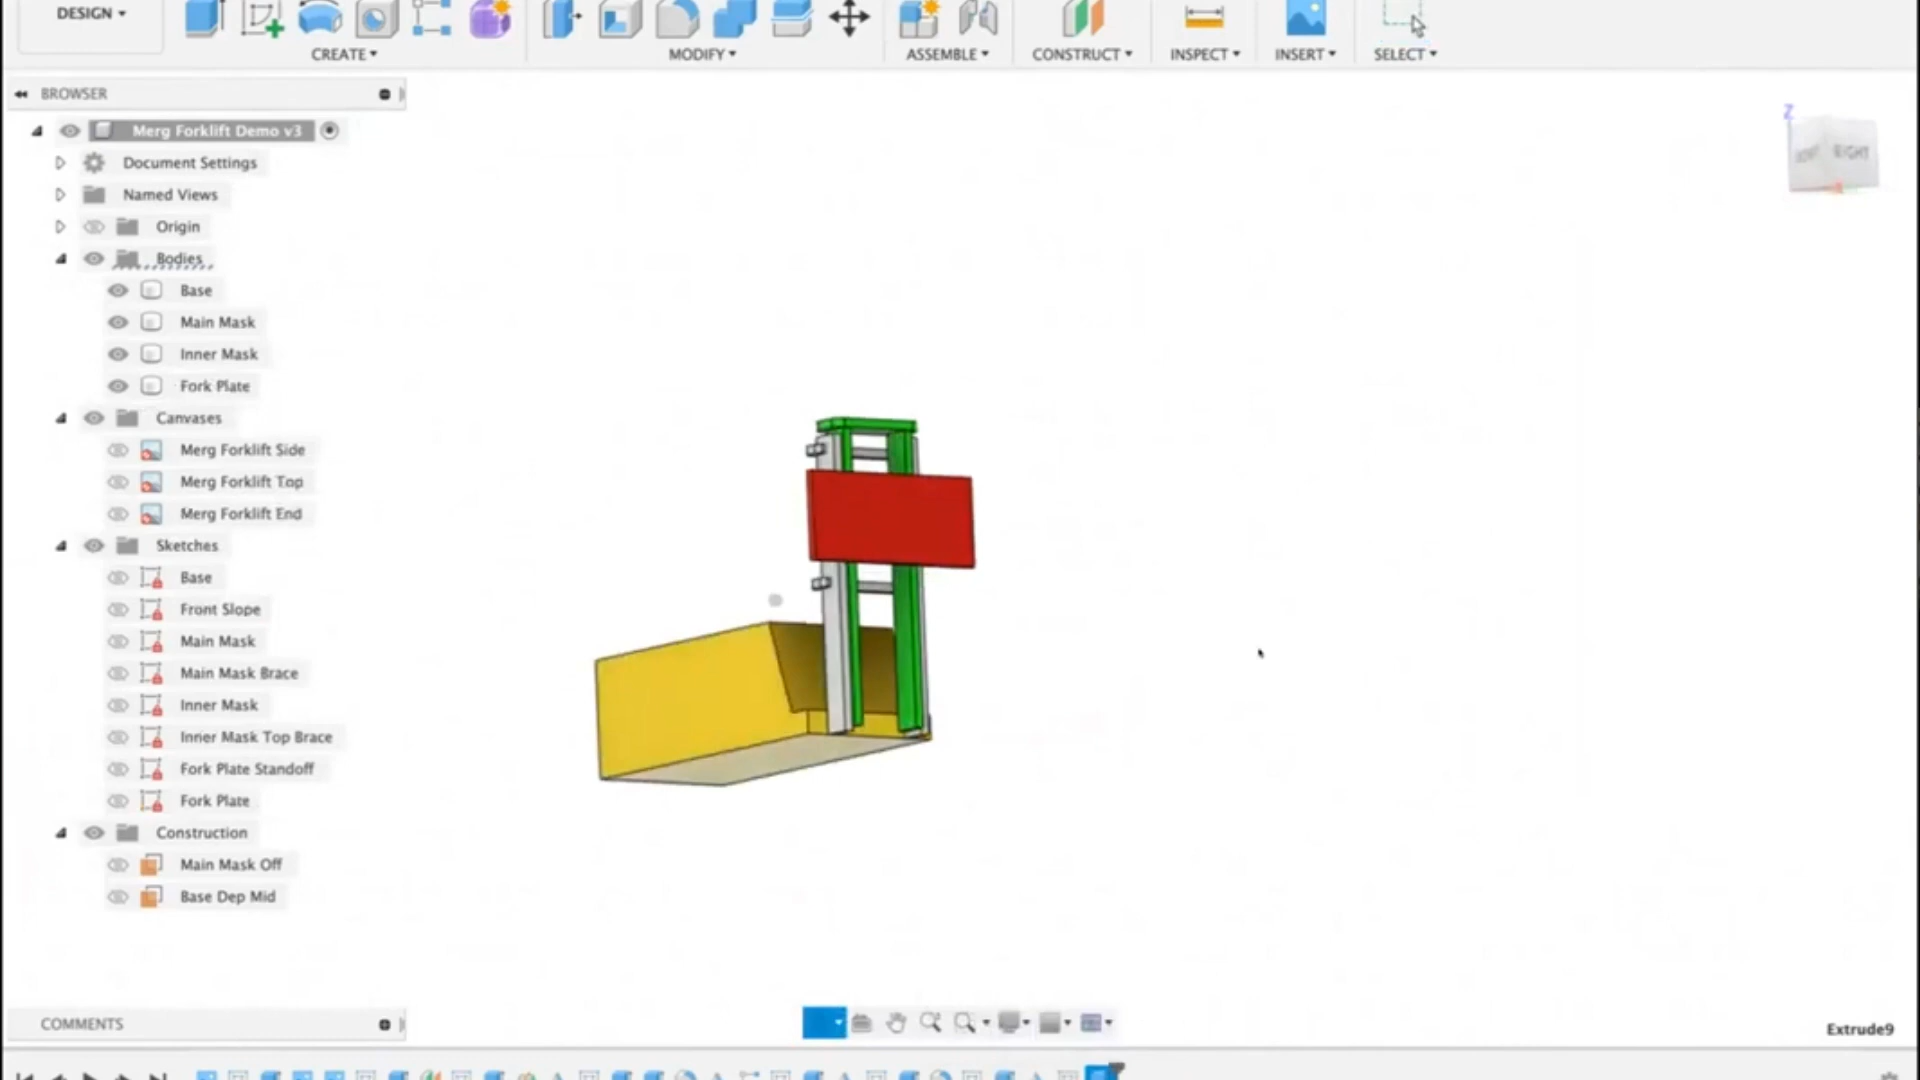 DESIGN
CREATE
MODIFY
ASSEMBLE
CONSTRUCT
INSPECT
INSERT
SELECT
BROWSER
Merg Forklift Demo v3
Document Settings
Named Views
Origin
Bodies
Base
Main Mask
Inner Mask
Fork Plate
Canvases
Merg Forklift Side
Merg Forklift Top
Merg Forklift End
Sketches
Base
Front Slope
Main Mask
Main Mask Brace
Inner Mask
Inner Mask Top Brace
Fork Plate Standoff
Fork Plate
Construction
Main Mask Off
Base Dep Mid
Z
RIGHT
COMMENTS
Extrude9